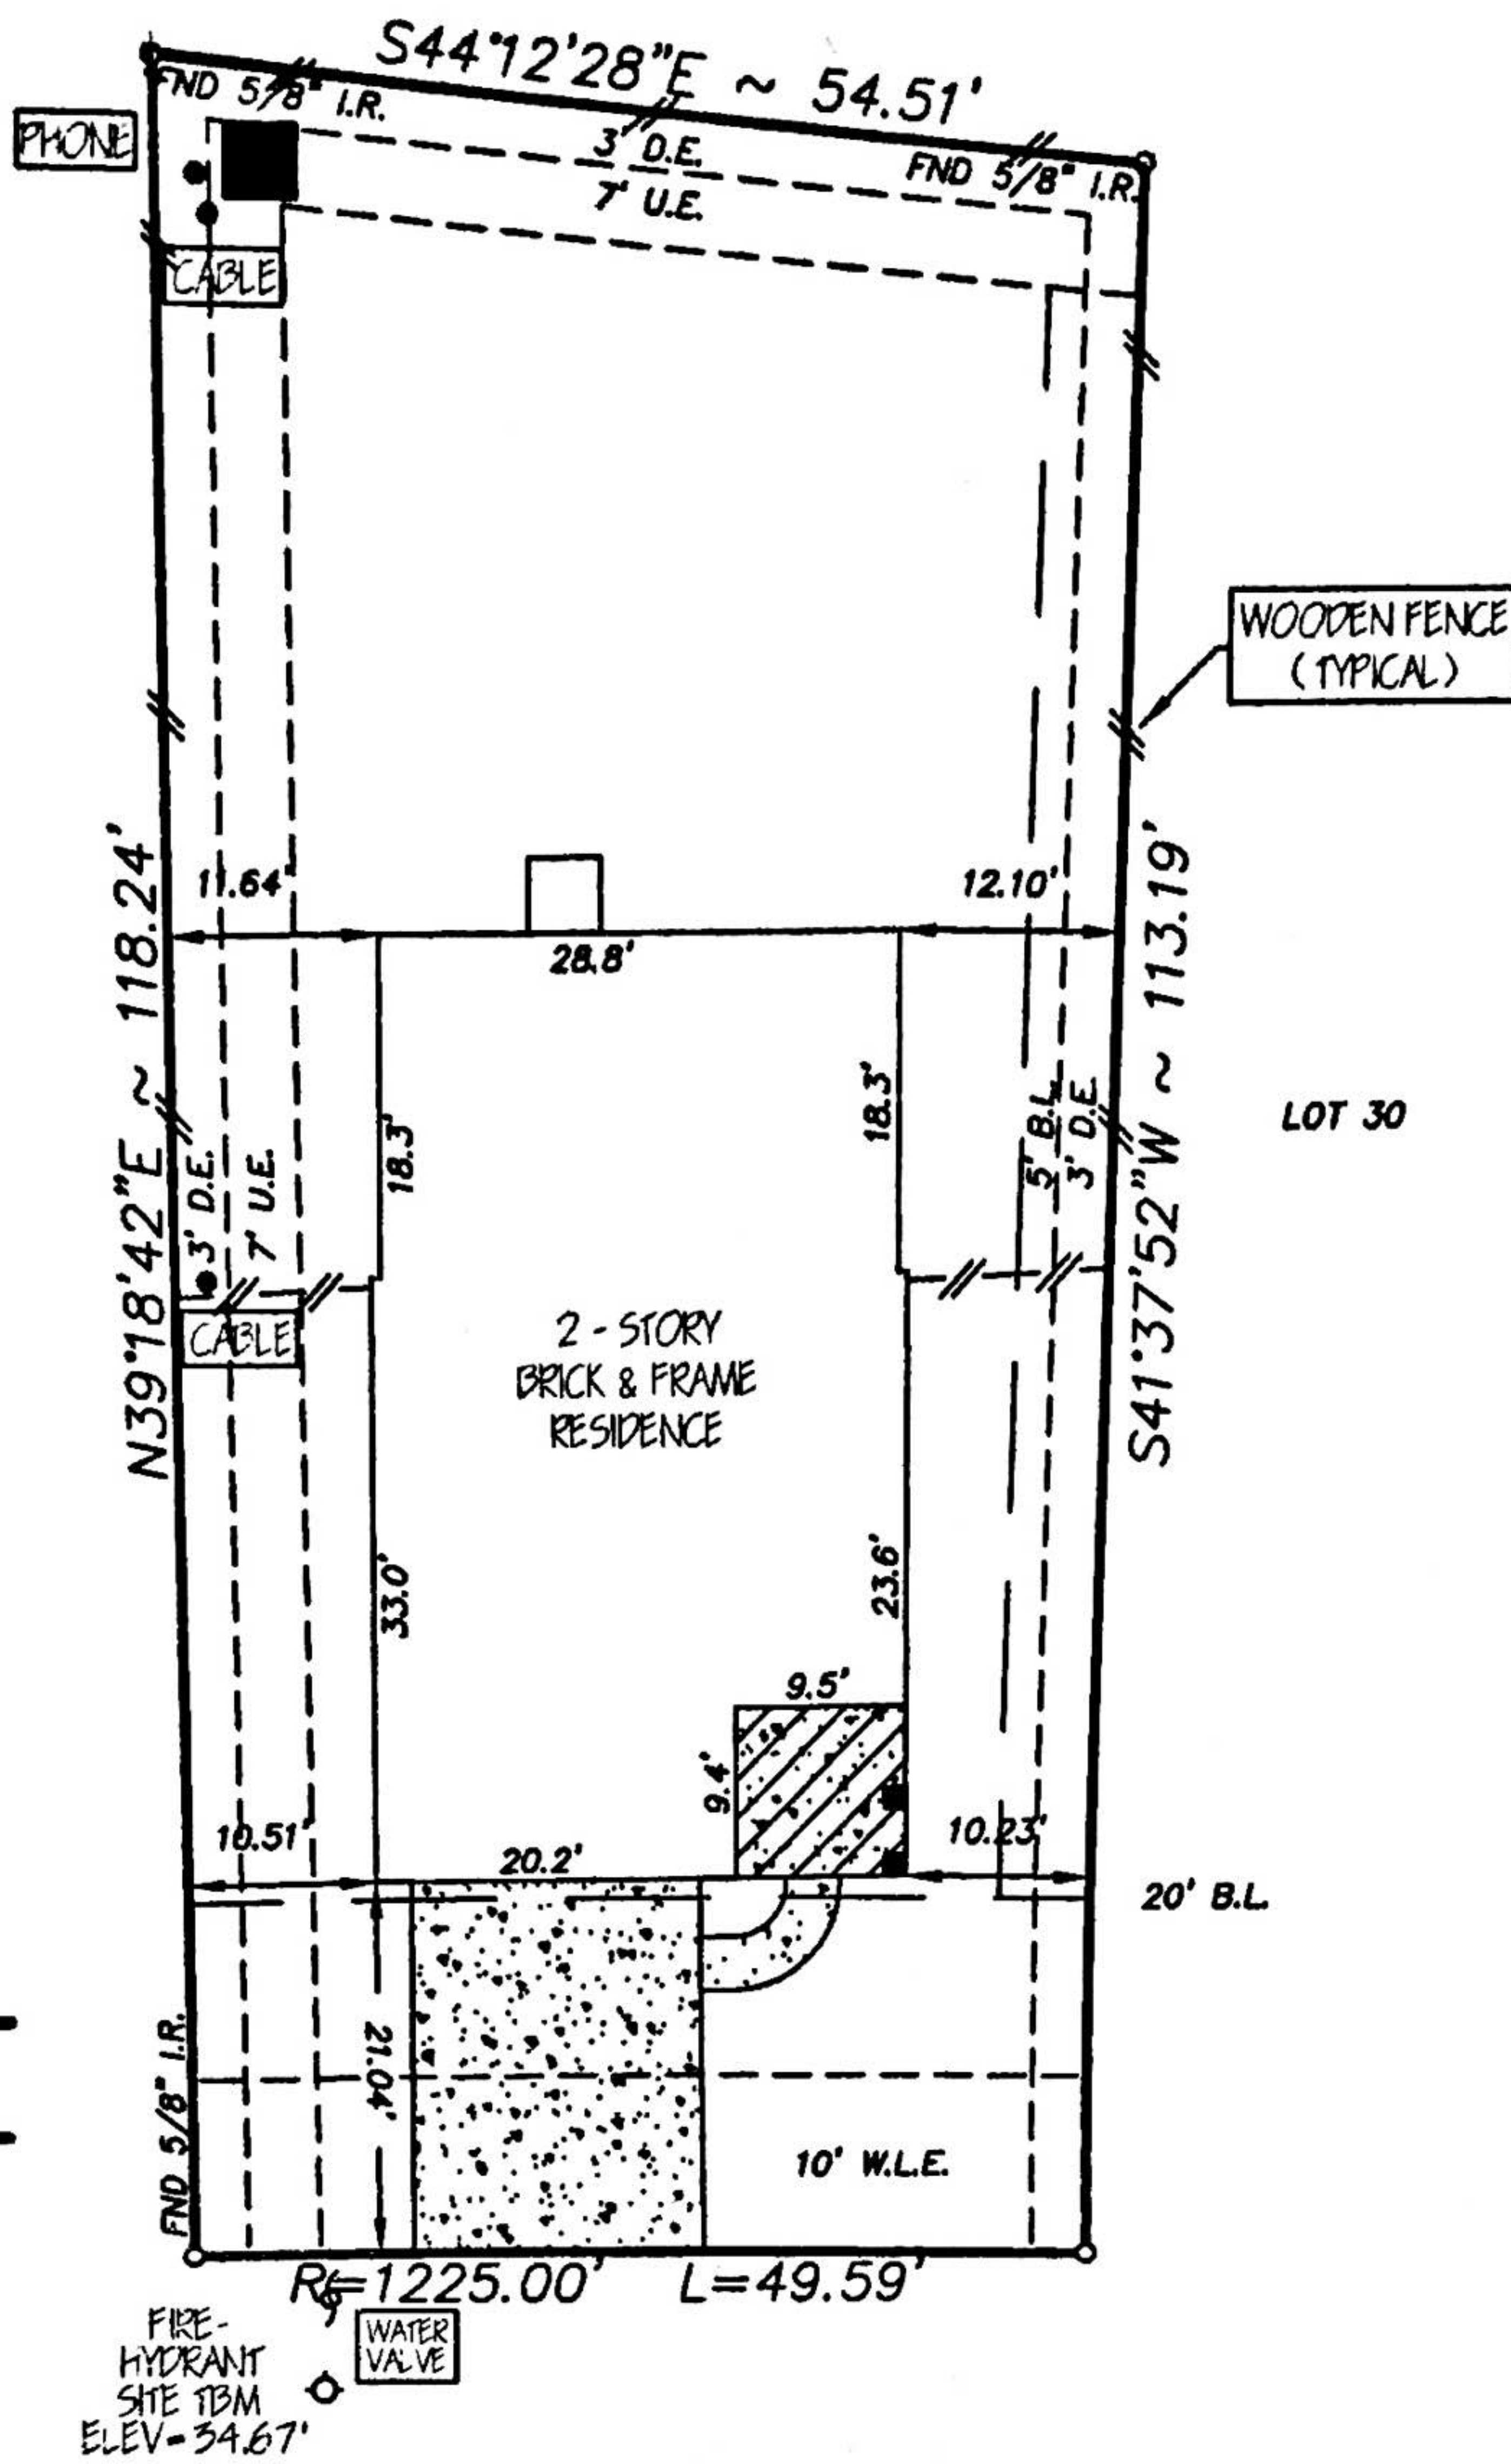 S44°12'28"E ~ 54.51'
FND 5/8" I.R.
PHONE
3' D.E.
FND 5/8" I.R.
7' U.E.
CABLE
WOODEN FENCE
(TYPICAL)
N39°18'42"E ~ 118.24'
11.64'
12.10'
28.8'
S41°37'52"W ~ 113.19'
18.3'
18.3'
5' B.L.
3' D.E.
LOT 30
3' D.E.
7' U.E.
CABLE
2 - STORY
BRICK & FRAME
RESIDENCE
33.0'
23.6'
9.5'
9.4'
10.51'
20.2'
10.23'
20' B.L.
FND 5/8" I.R.
21.04'
10' W.L.E.
R=1225.00' L=49.59'
FIRE-
HYDRANT
SITE TBM
ELEV=34.67'
WATER
VALVE